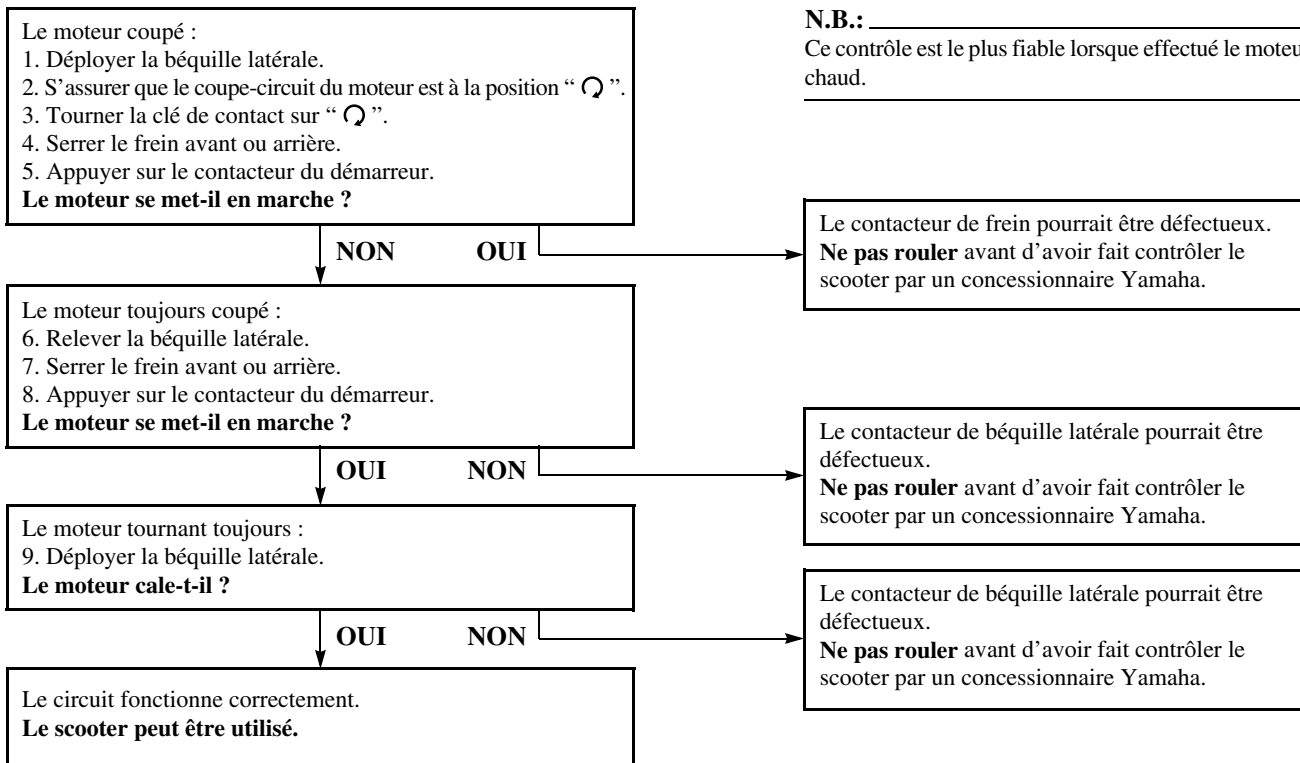 Le moteur coupé :
1. Déployer la béquille latérale.
2. S’assurer que le coupe-circuit du moteur est à la position “ ”.
3. Tourner la clé de contact sur “ ”.
4. Serrer le frein avant ou arrière.
5. Appuyer sur le contacteur du démarreur.
Le moteur se met-il en marche ?
N.B.:
Ce contrôle est le plus fiable lorsque effectué le moteu
chaud.
NON OUI
Le contacteur de frein pourrait être défectueux.
Ne pas rouler avant d’avoir fait contrôler le
scooter par un concessionnaire Yamaha.
Le moteur toujours coupé :
6. Relever la béquille latérale.
7. Serrer le frein avant ou arrière.
8. Appuyer sur le contacteur du démarreur.
Le moteur se met-il en marche ?
OUI NON
Le contacteur de béquille latérale pourrait être
défectueux.
Ne pas rouler avant d’avoir fait contrôler le
scooter par un concessionnaire Yamaha.
Le moteur tournant toujours :
9. Déployer la béquille latérale.
Le moteur cale-t-il ?
OUI NON
Le contacteur de béquille latérale pourrait être
défectueux.
Ne pas rouler avant d’avoir fait contrôler le
scooter par un concessionnaire Yamaha.
Le circuit fonctionne correctement.
Le scooter peut être utilisé.